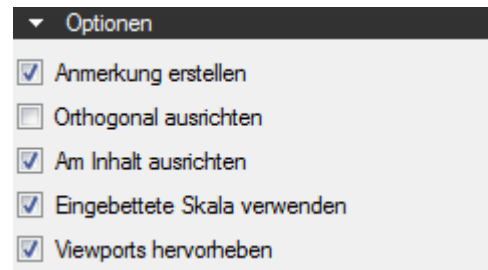 Optionen
Anmerkung erstellen
Orthogonal ausrichten
Am Inhalt ausrichten
Eingebettete Skala verwenden
Viewports hervorheben